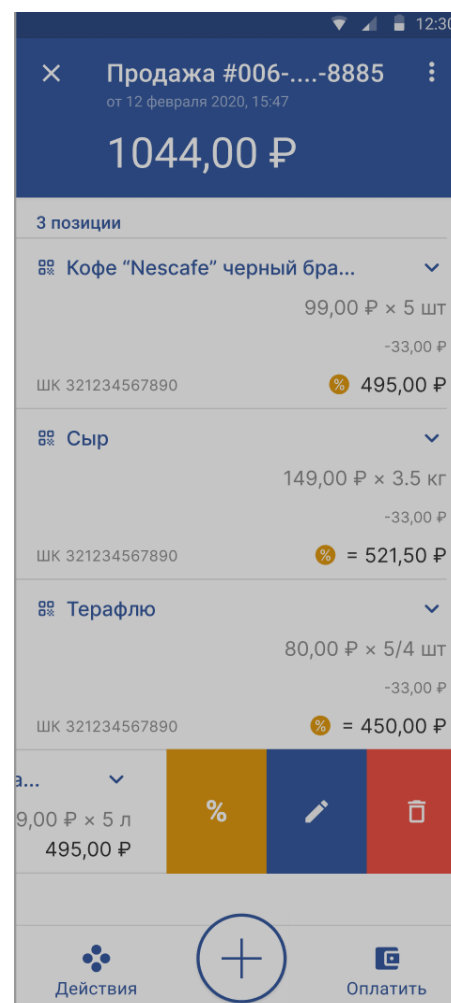 12:30
Продажа #006-....-8885
от 12 февраля 2020, 15:47
1044,00 ₽
3 позиции
Кофе “Nescafe” черный бра...
99,00 ₽ × 5 шт
-33,00 ₽
ШК 321234567890 % 495,00 ₽
Сыр
149,00 ₽ × 3.5 кг
-33,00 ₽
ШК 321234567890 % = 521,50 ₽
Терафлю
80,00 ₽ × 5/4 шт
-33,00 ₽
ШК 321234567890 % = 450,00 ₽
а...
9,00 ₽ × 5 л
495,00 ₽
%
Действия
Оплатить